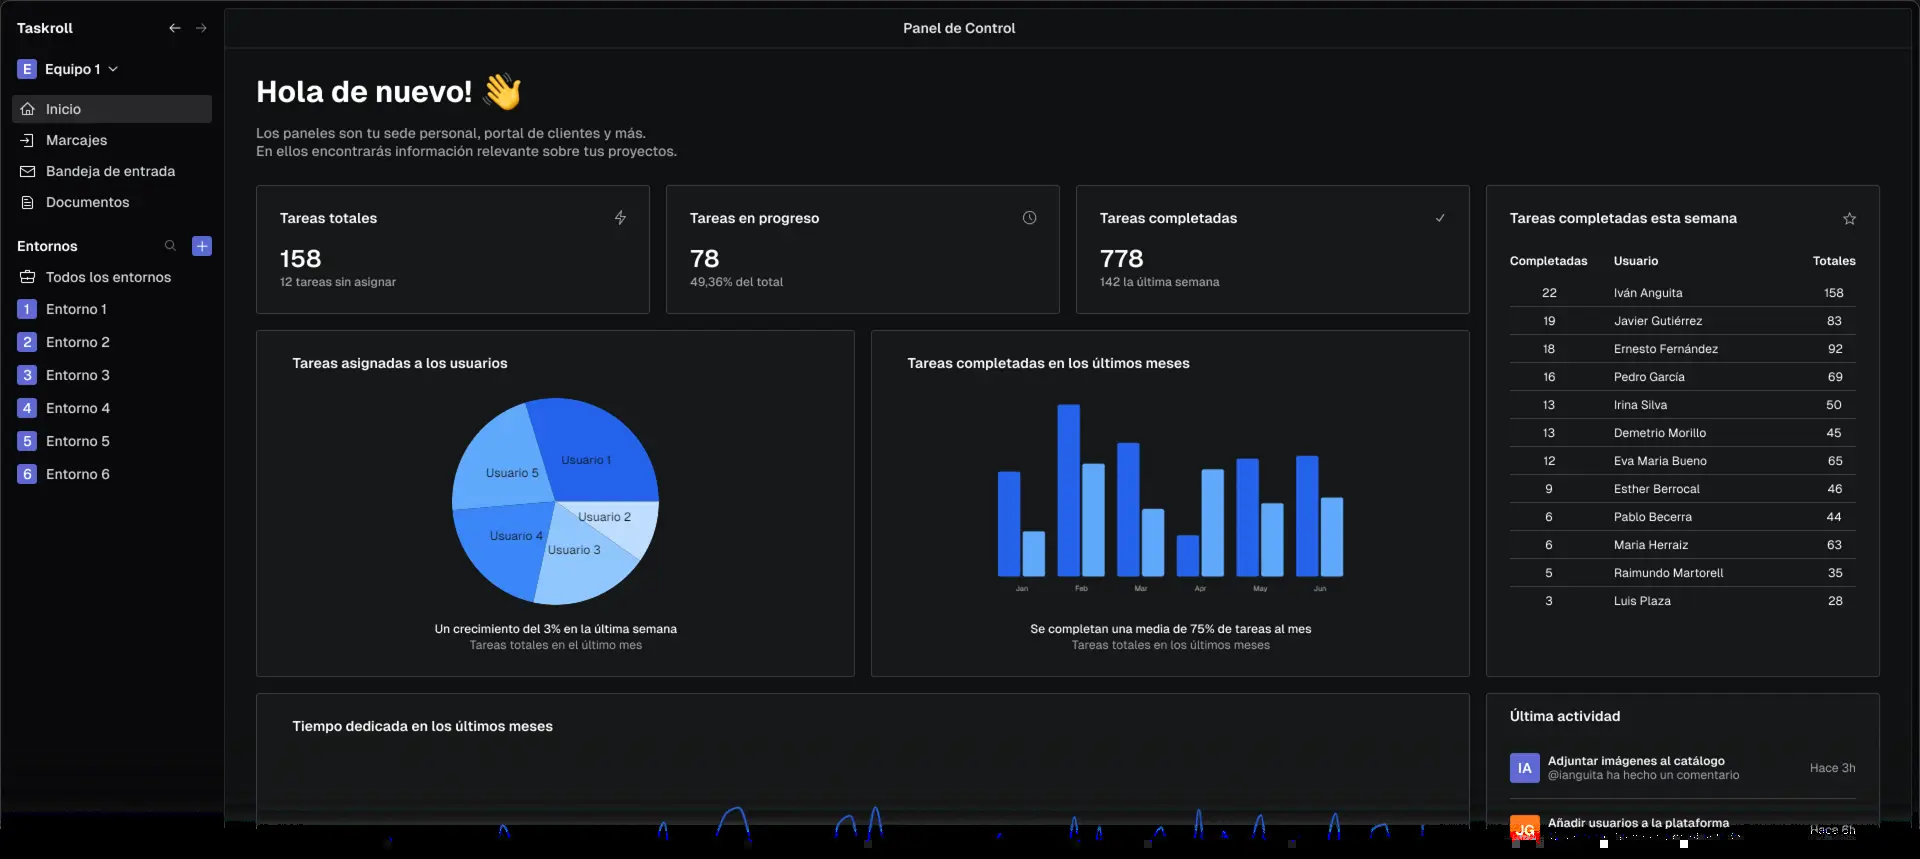 Taskroll
E Equipo 1
Inicio
Marcajes
Bandeja de entrada
Documentos
Entornos
Todos los entornos
1 Entorno 1
2 Entorno 2
3 Entorno 3
4 Entorno 4
5 Entorno 5
6 Entorno 6
Panel de Control
Hola de nuevo! 👋
Los paneles son tu sede personal, portal de clientes y más.
En ellos encontrarás información relevante sobre tus proyectos.
Tareas totales
158
12 tareas sin asignar
Tareas en progreso
78
49,36% del total
Tareas completadas
778
142 la última semana
Tareas asignadas a los usuarios
Usuario 1
Usuario 5
Usuario 2
Usuario 4
Usuario 3
Un crecimiento del 3% en la última semana
Tareas totales en el último mes
Tareas completadas en los últimos meses
Jan Feb Mar Apr May Jun
Se completan una media de 75% de tareas al mes
Tareas totales en los últimos meses
Tareas completadas esta semana
Completadas Usuario Totales
22 Iván Anguita 158
19 Javier Gutiérrez 83
18 Ernesto Fernández 92
16 Pedro García 69
13 Irina Silva 50
13 Demetrio Morillo 45
12 Eva Maria Bueno 65
9 Esther Berrocal 46
6 Pablo Becerra 44
6 Maria Herraiz 63
5 Raimundo Martorell 35
3 Luis Plaza 28
Tiempo dedicada en los últimos meses
Última actividad
IA Adjuntar imágenes al catálogo
@ianguita ha hecho un comentario
Hace 3h
JG Añadir usuarios a la plataforma
Hace 6h